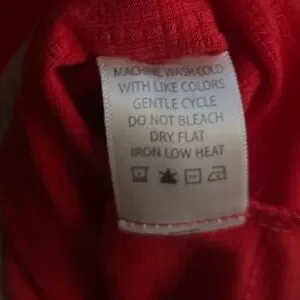 MACHINE WASH COLD
WITH LIKE COLORS
GENTLE CYCLE
DO NOT BLEACH
DRY FLAT
IRON LOW HEAT